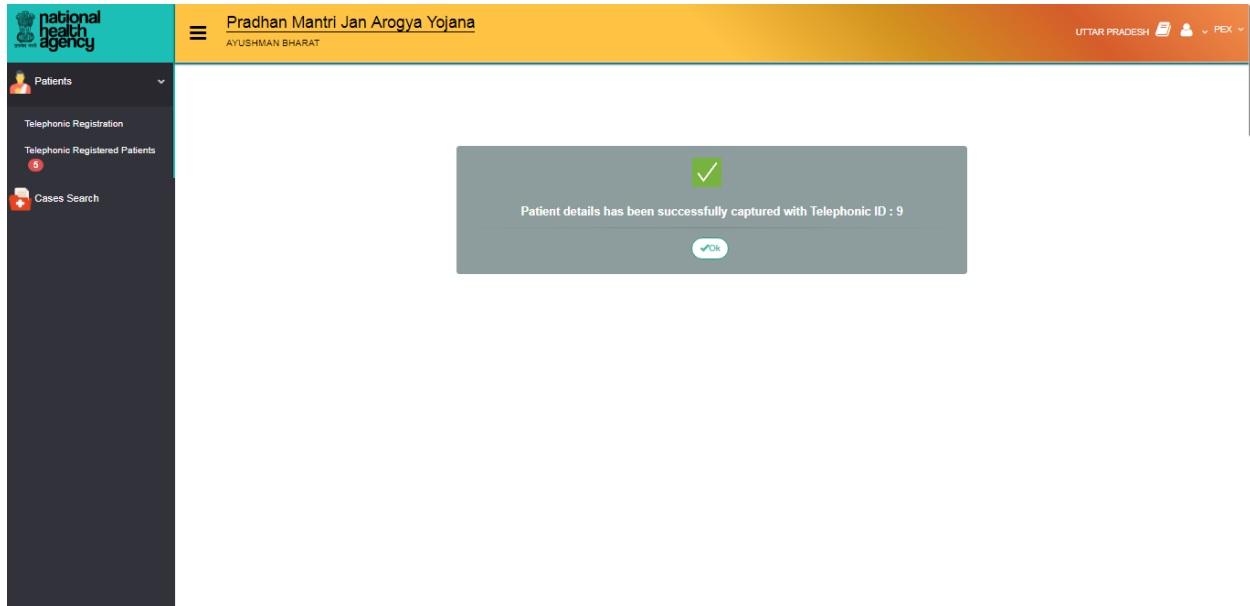 national
health
agency
Pradhan Mantri Jan Arogya Yojana
AYUSHMAN BHARAT
UTTAR PRADESH
PEX
Patients
Telephonic Registration
Telephonic Registered Patients
5
Cases Search
Patient details has been successfully captured with Telephonic ID : 9
Ok